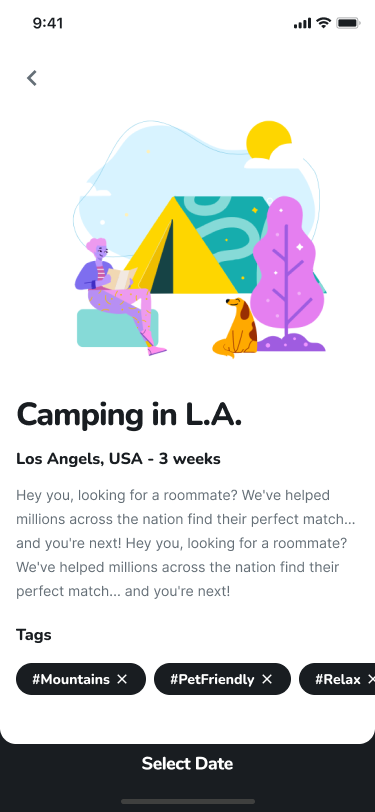 9:41
Camping in L.A.
Los Angels, USA - 3 weeks
Hey you, looking for a roommate? We've helped
millions across the nation find their perfect match...
and you're next! Hey you, looking for a roommate?
We've helped millions across the nation find their
perfect match... and you're next!
Tags
#Mountains × #PetFriendly × #Relax ×
Select Date